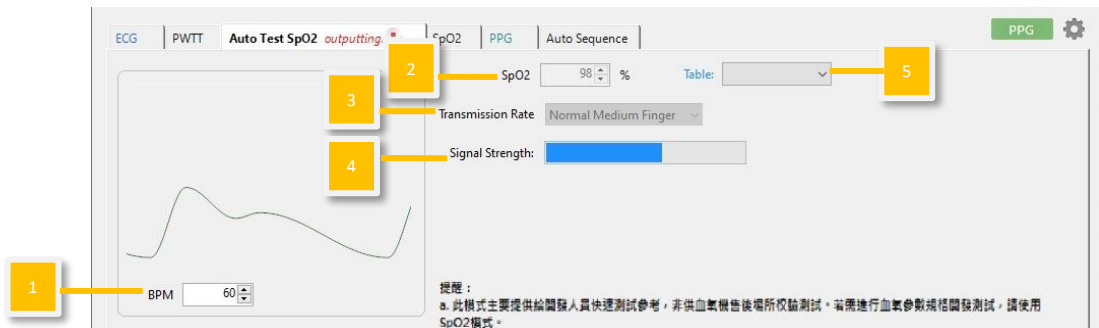 ECG PWTT Auto Test SpO2 outputting. SpO2 PPG Auto Sequence PPG
2 SpO2 98 % Table: 5
3 Transmission Rate Normal Medium Finger
4 Signal Strength:
1 BPM 60
提醒：
a. 此模式主要提供給開發人員快速測試參考，非供血氧機售後場所校驗測試。若需進行血氧參數規格開發測試，請使用
SpO2模式。